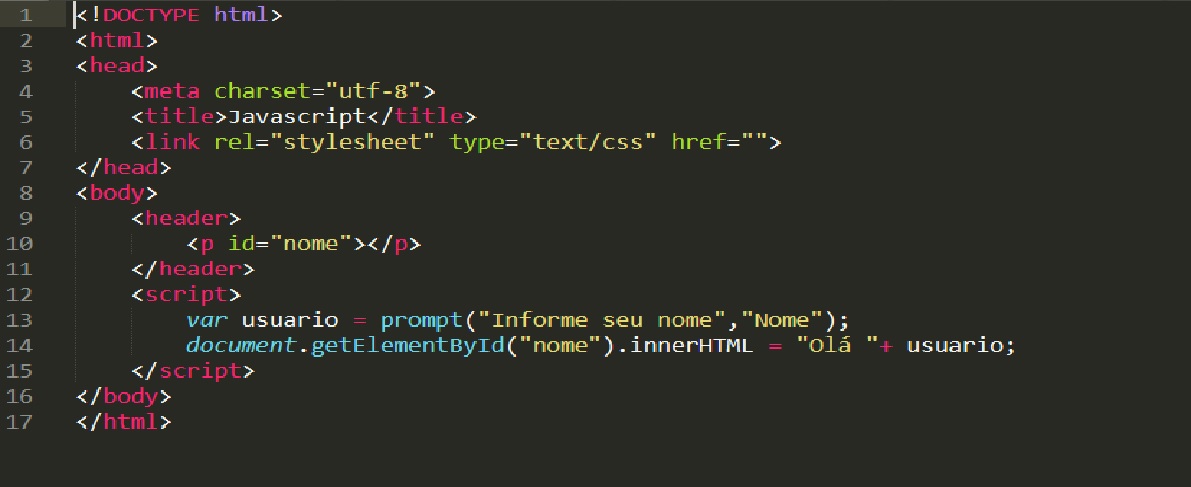 1 <!DOCTYPE html>
2 <html>
3 <head>
4 <meta charset="utf-8">
5 <title>Javascript</title>
6 <link rel="stylesheet" type="text/css" href="">
7 </head>
8 <body>
9 <header>
10 <p id="nome"></p>
11 </header>
12 <script>
13 var usuario = prompt("Informe seu nome","Nome");
14 document.getElementById("nome").innerHTML = "Olá "+ usuario;
15 </script>
16 </body>
17 </html>